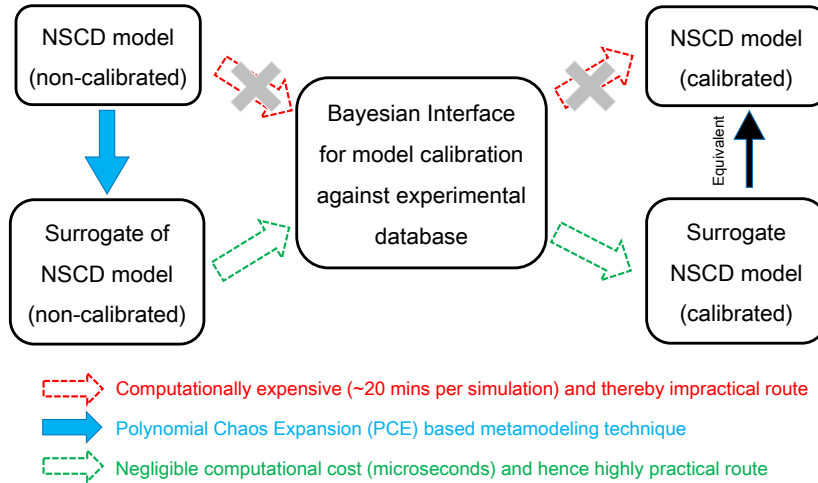 NSCD model
(non-calibrated)
Bayesian Interface
for model calibration
against experimental
database
NSCD model
(calibrated)
Equivalent
Surrogate of
NSCD model
(non-calibrated)
Surrogate
NSCD model
(calibrated)
Computationally expensive (~20 mins per simulation) and thereby impractical route
Polynomial Chaos Expansion (PCE) based metamodeling technique
Negligible computational cost (microseconds) and hence highly practical route